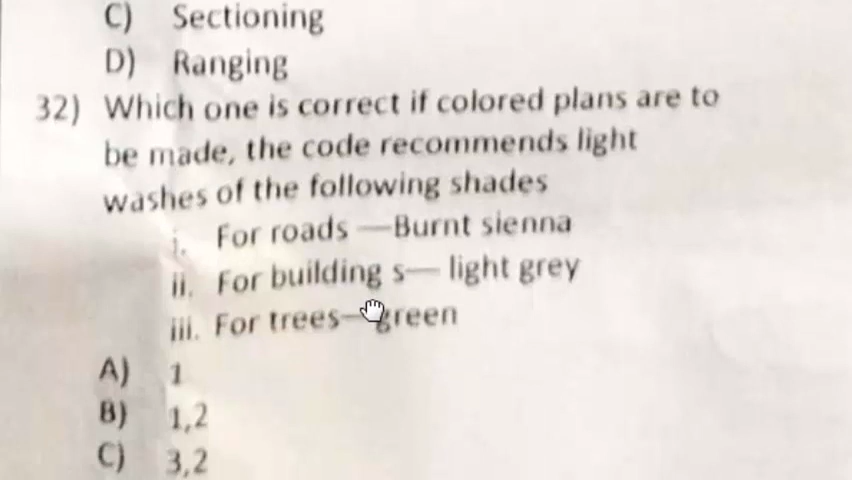 C) Sectioning
D) Ranging
32) Which one is correct if colored plans are to
be made, the code recommends light
washes of the following shades
i. For roads —Burnt sienna
ii. For building s— light grey
iii. For trees—green
A) 1
B) 1,2
C) 3,2